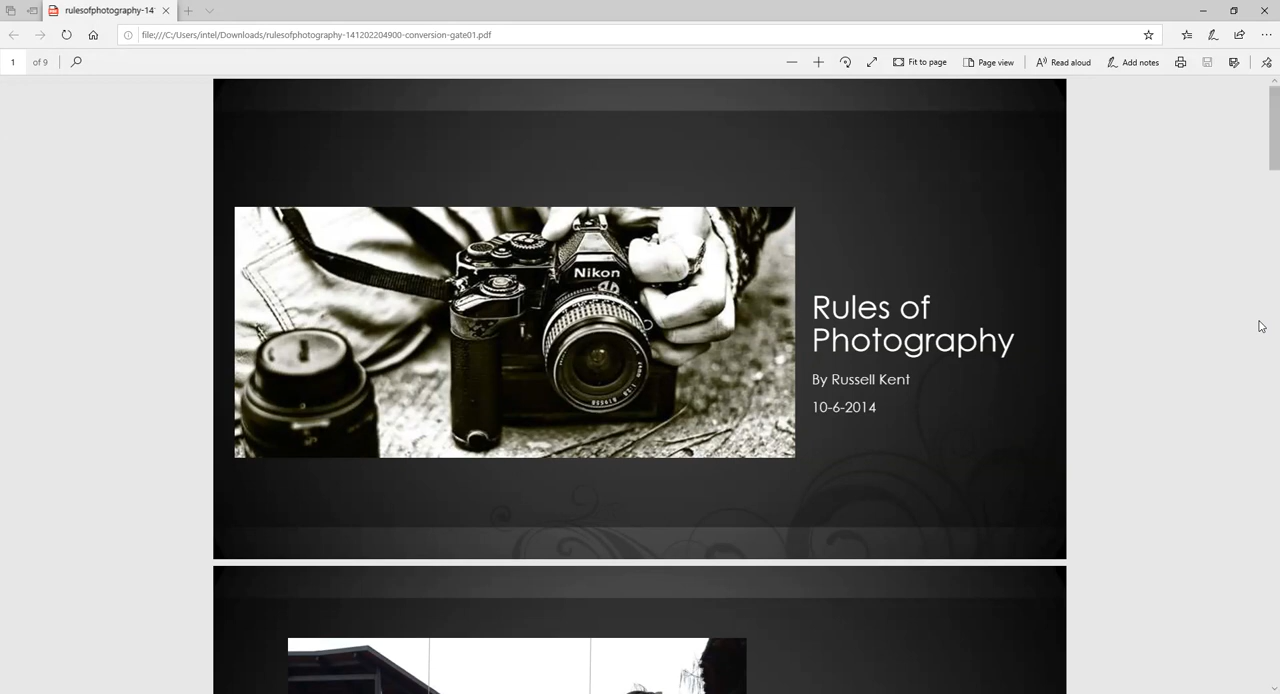 rulesofphotography-14
file:///C:/Users/intel/Downloads/rulesofphotography-141202204900-conversion-gate01.pdf
1 of 9
Fit to page
Page view
Read aloud
Add notes
Nikon
Rules of
Photography
By Russell Kent
10-6-2014